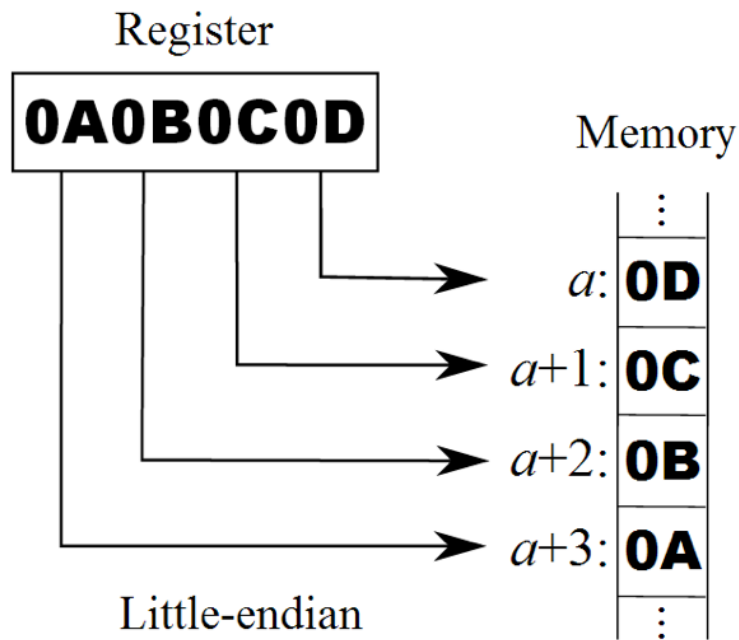 Register
0A0B0C0D
Memory
⋮
a: 0D
a+1: 0C
a+2: 0B
a+3: 0A
⋮
Little-endian